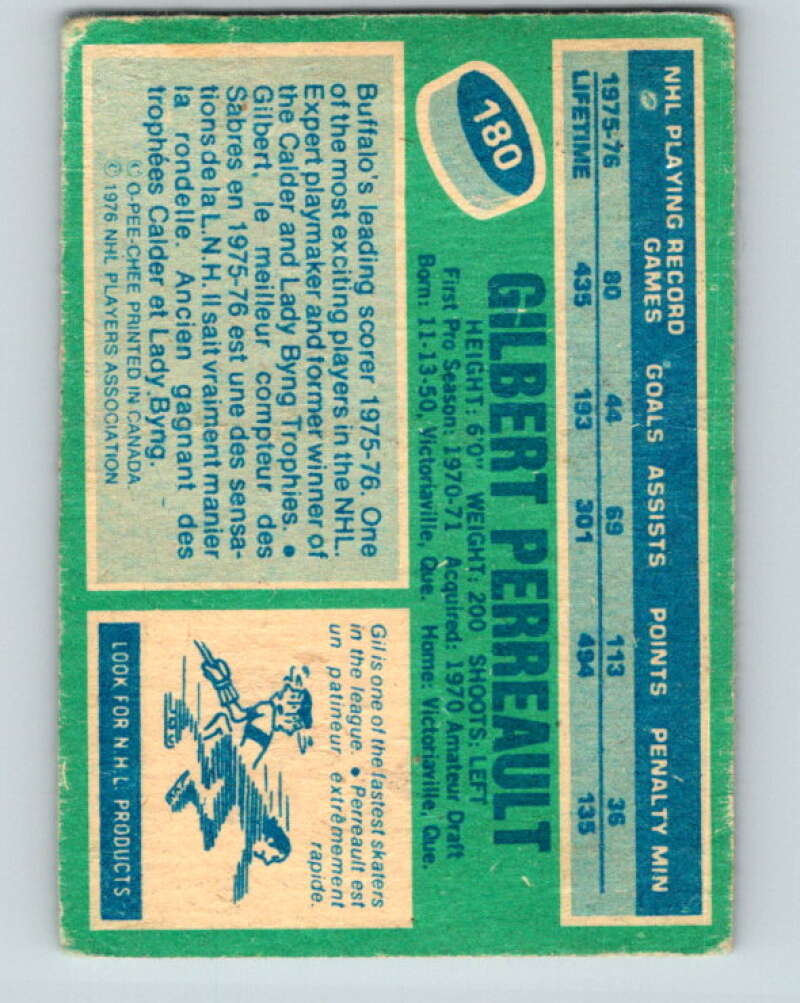 NHL PLAYING RECORD
GAMES GOALS ASSISTS POINTS PENALTY MIN
1975-76 80 44 69 113 36
LIFETIME 435 193 301 494 135
180
GILBERT PERREAULT
HEIGHT: 6'0" WEIGHT: 200 SHOOTS: LEFT
First Pro Season: 1970-71 Acquired: 1970 Amateur Draft
Born: 11-13-50, Victoriaville, Que. Home: Victoriaville, Que.
Buffalo's leading scorer 1975-76. One
of the most exciting players in the NHL.
Expert playmaker and former winner of
the Calder and Lady Byng Trophies. •
Gilbert, le meilleur compteur des
Sabres en 1975-76 est une des sensa-
tions de la L.N.H. Il sait vraiment manier
la rondelle. Ancien gagnant des
trophées Calder et Lady Byng.
© O-PEE-CHEE PRINTED IN CANADA
© 1976 NHL PLAYERS ASSOCIATION
Gil is one of the fastest skaters
in the league. • Perreault est
un patineur extrêmement
rapide.
LOOK FOR N.H.L. PRODUCTS